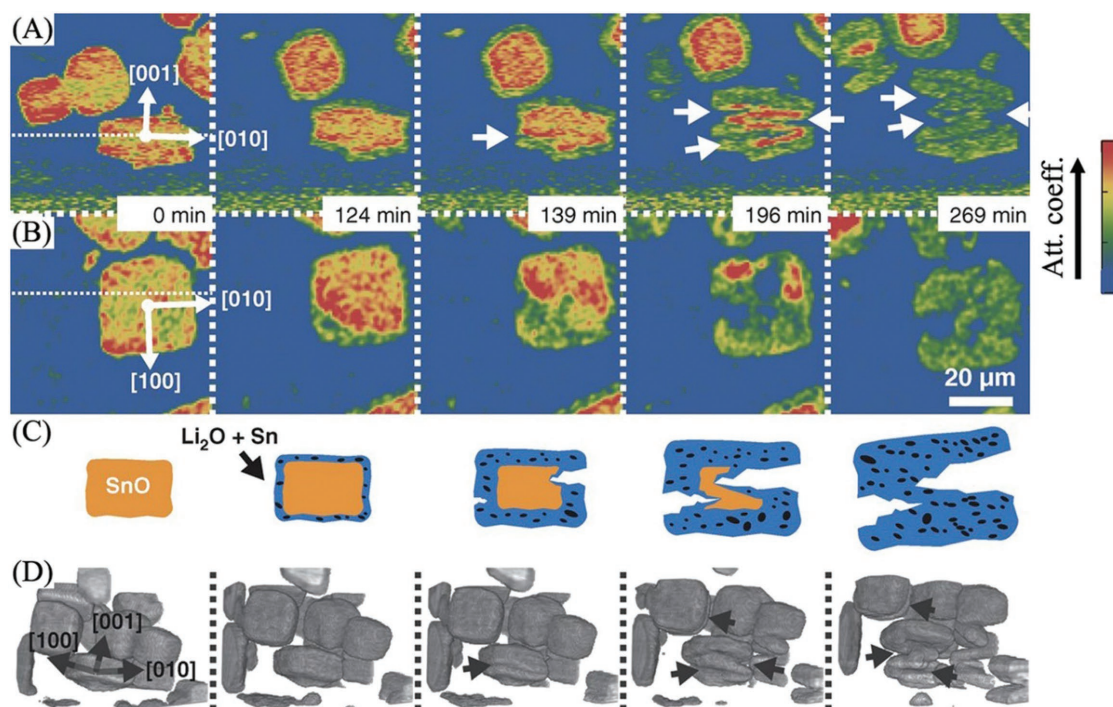 (A)
[001]
[010]
Att. coeff.
0 min
124 min
139 min
196 min
269 min
(B)
[010]
[100]
20 µm
(C)
Li₂O + Sn
SnO
(D)
[100]
[001]
[010]